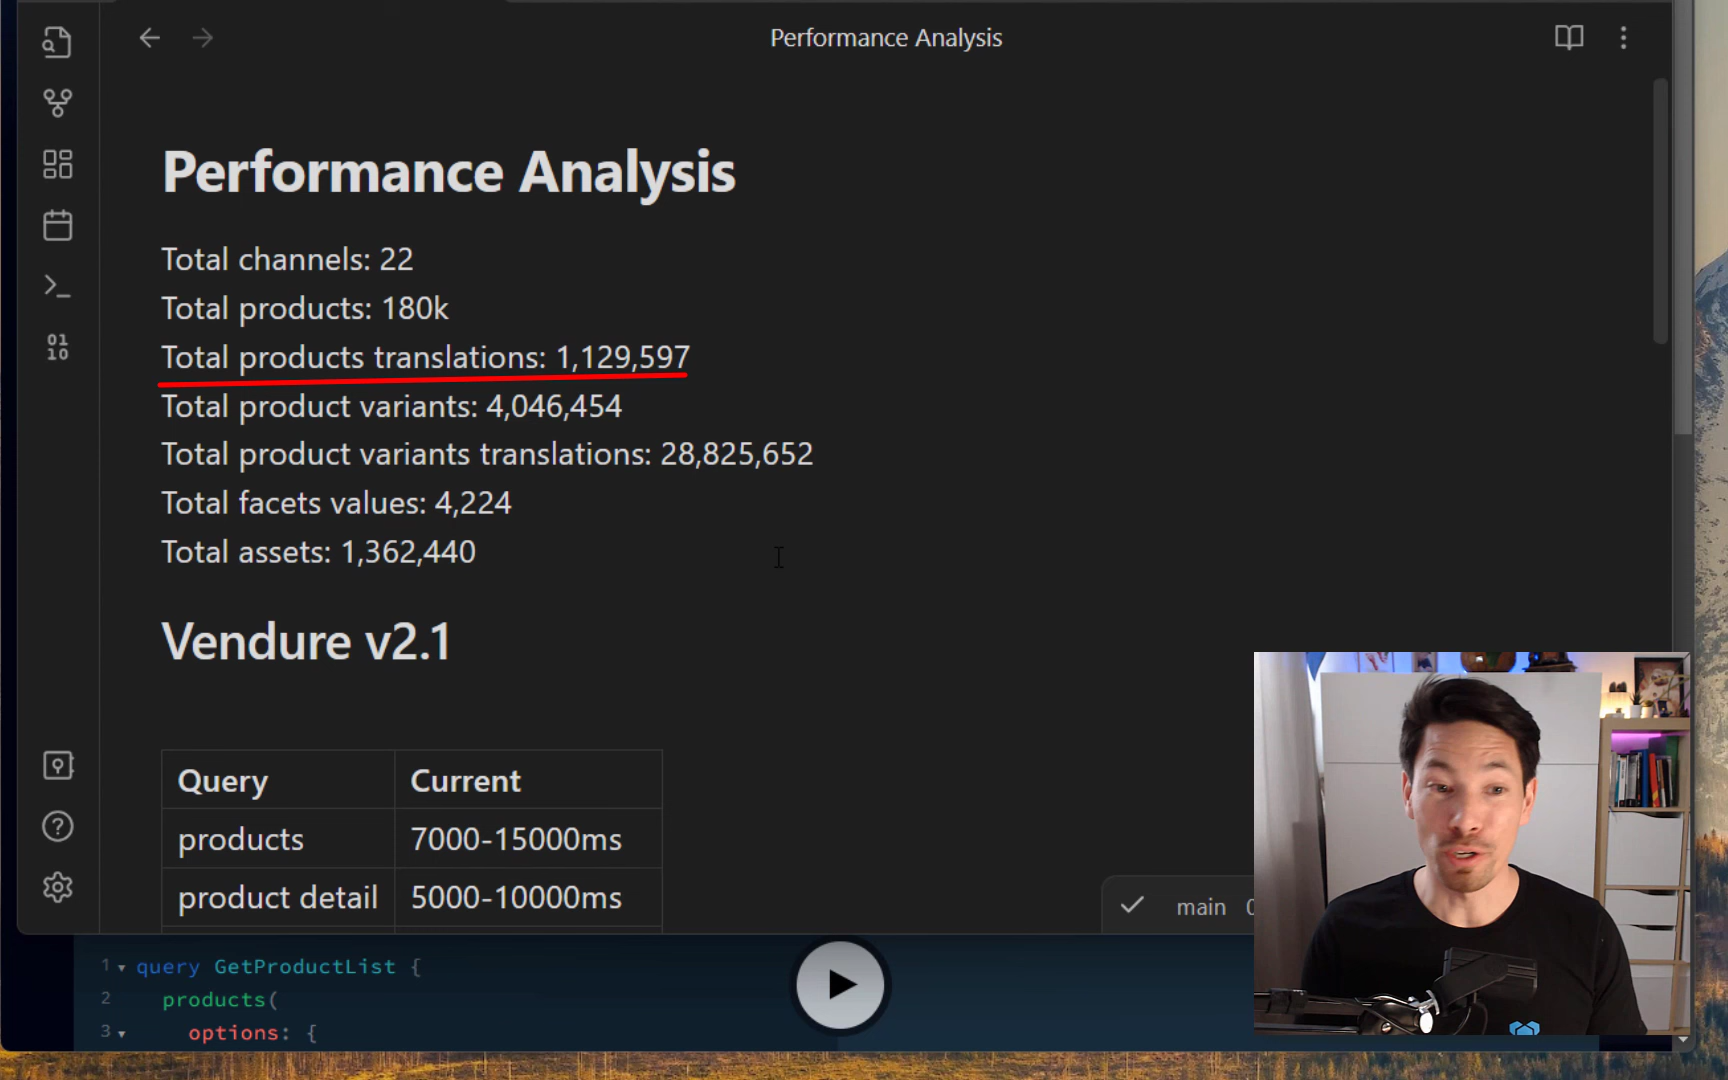 Performance Analysis
Performance Analysis
Total channels: 22
Total products: 180k
Total products translations: 1,129,597
Total product variants: 4,046,454
Total product variants translations: 28,825,652
Total facets values: 4,224
Total assets: 1,362,440
Vendure v2.1
Query Current
products 7000-15000ms
product detail 5000-10000ms
main
1 query GetProductList {
2 products(
3 options: {